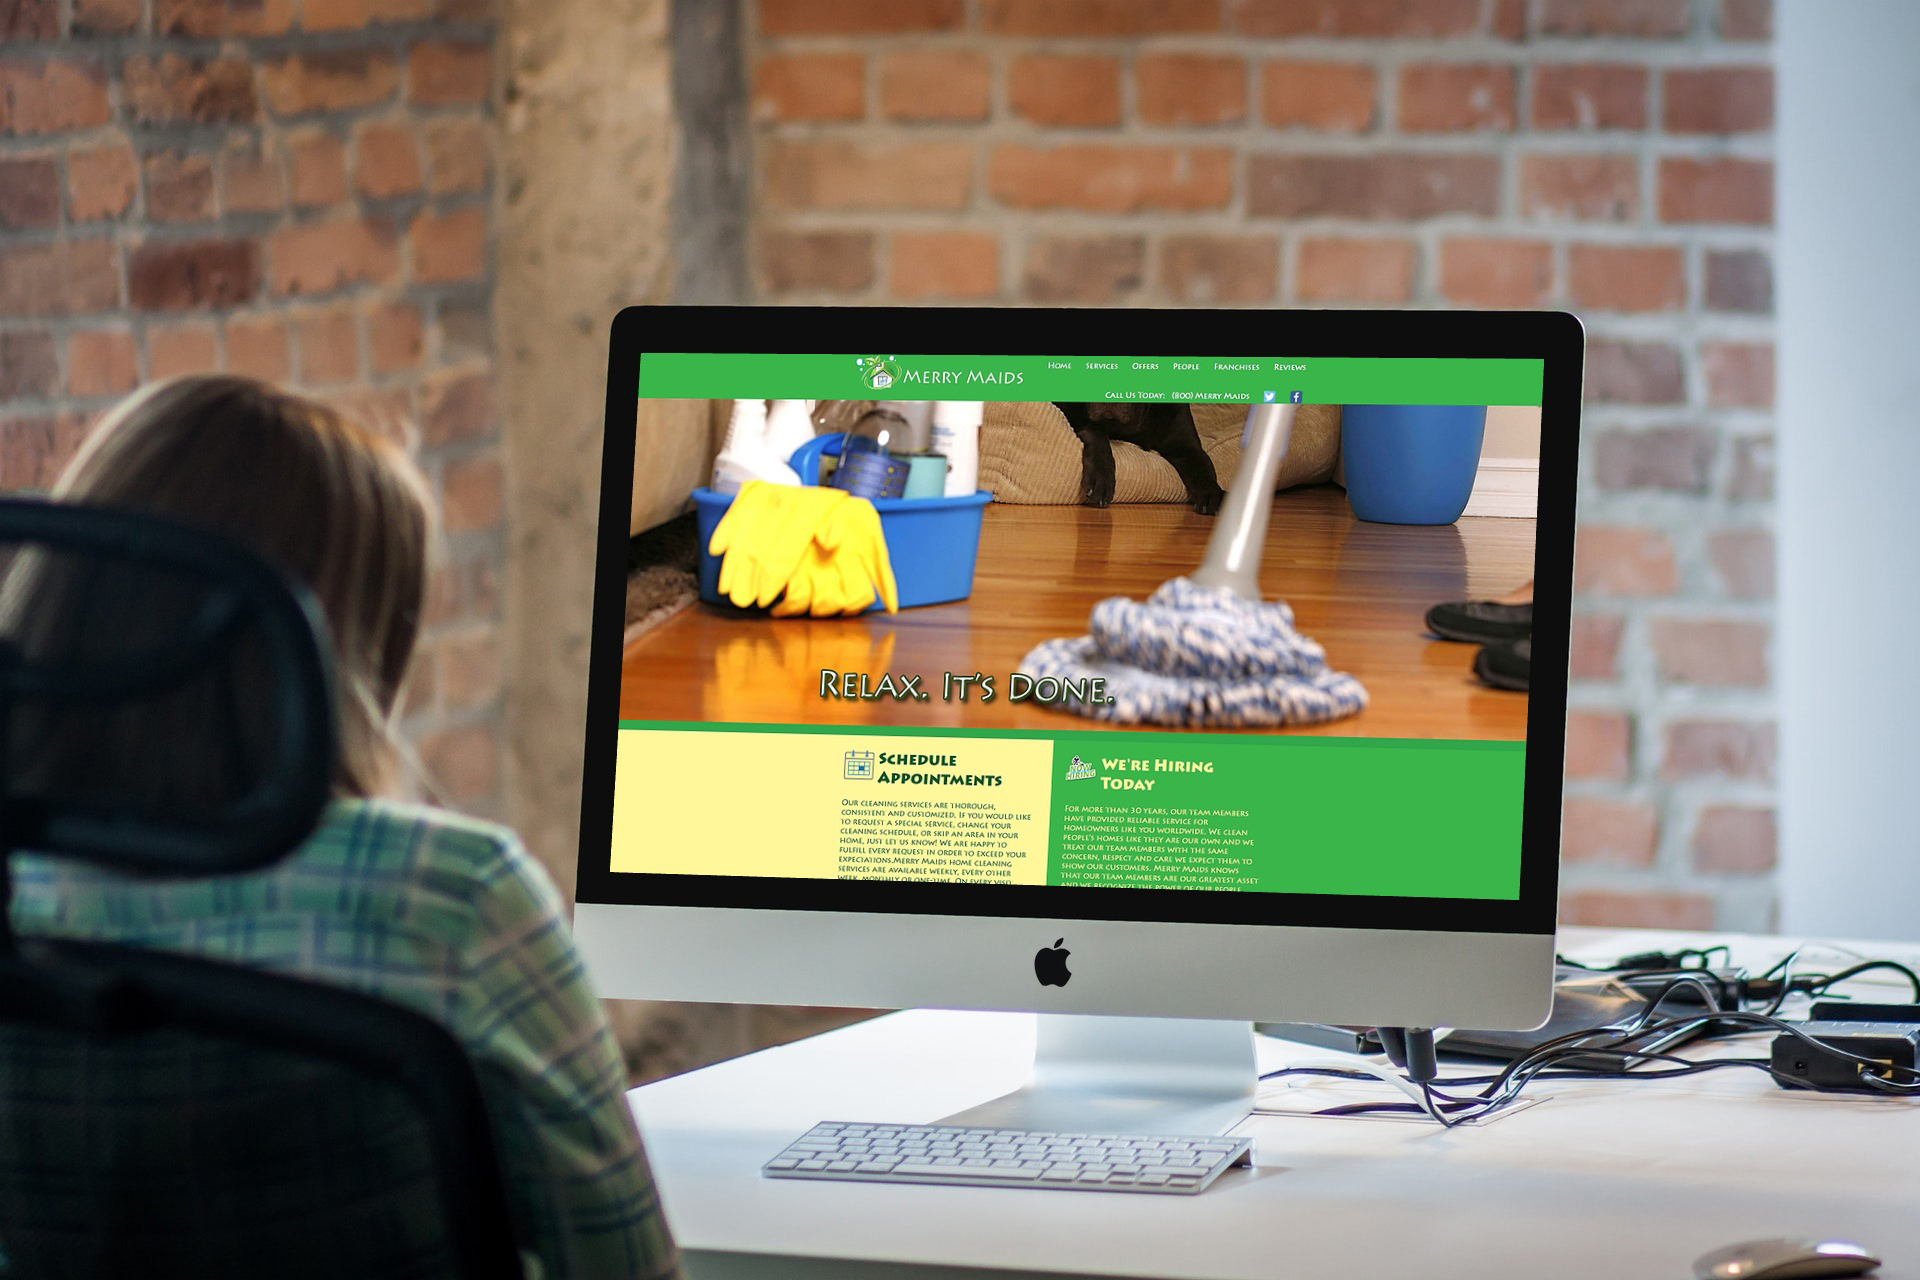 Merry Maids
Home Services Offers People Franchises Reviews
Call Us Today: (800) Merry Maids
Relax. It's Done.
Schedule
Appointments
Our cleaning services are thorough,
consistent and customized. If you would like
to request a special service, change your
cleaning schedule, or skip an area in your
home, just let us know! We are happy to
fulfill every request in order to exceed your
expectations.Merry Maids home cleaning
services are available weekly, every other
week, monthly or one-time. On every visit,
Now
Hiring
We're Hiring
Today
For more than 30 years, our team members
have provided reliable service for
homeowners like you worldwide. We clean
people's homes like they are our own and we
treat our team members with the same
concern, respect and care we expect them to
show our customers. Merry Maids knows
that our team members are our greatest asset
and we recognize the power of our people